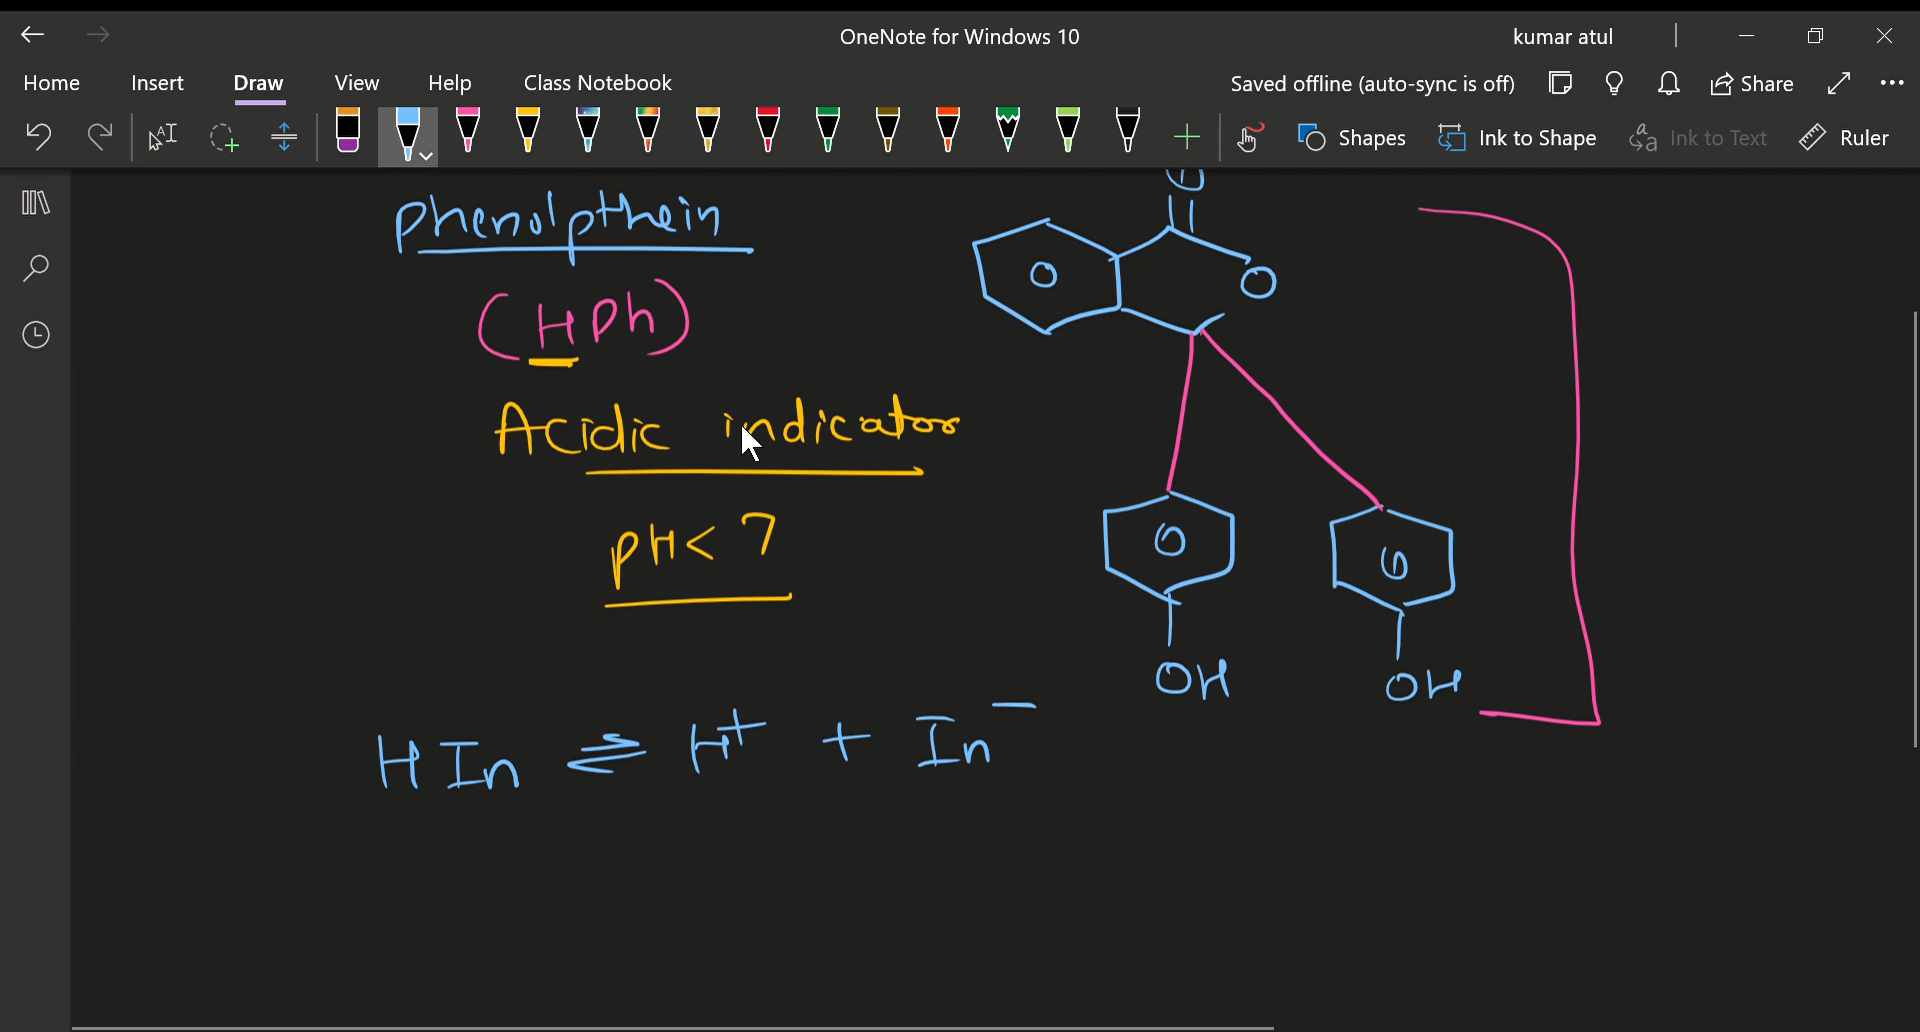 OneNote for Windows 10
kumar atul
Home Insert Draw View Help Class Notebook
Saved offline (auto-sync is off) Share
Shapes Ink to Shape Ink to Text Ruler
Phenolpthein
(HPh)
Acidic indicator
pH < 7
O
O
OH
OH
HIn ⇌ H⁺ + In⁻